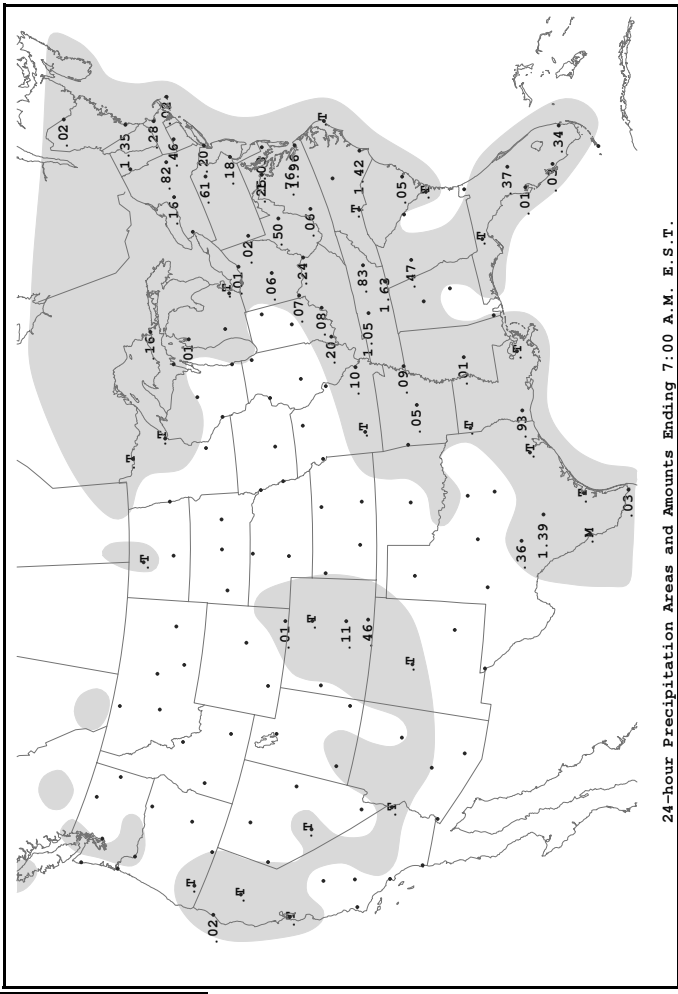 .02
1.35
T
T
.16
.28
T
.82
.02
.16
.46
.01
T
.20
.61
.02
.18
T
.01
T
.02
.06
.50
.01
T
.76
1.96
.07
.24
T
.06
T
.08
T
.20
.11
.10
T
1.42
.83
T
.46
1.05
1.63
T
.09
.05
T
.47
.05
T
.01
T
T
.37
T
.36
.93
.01
T
1.39
.03
.34
T
M
.03
24-hour Precipitation Areas and Amounts Ending 7:00 A.M. E.S.T.